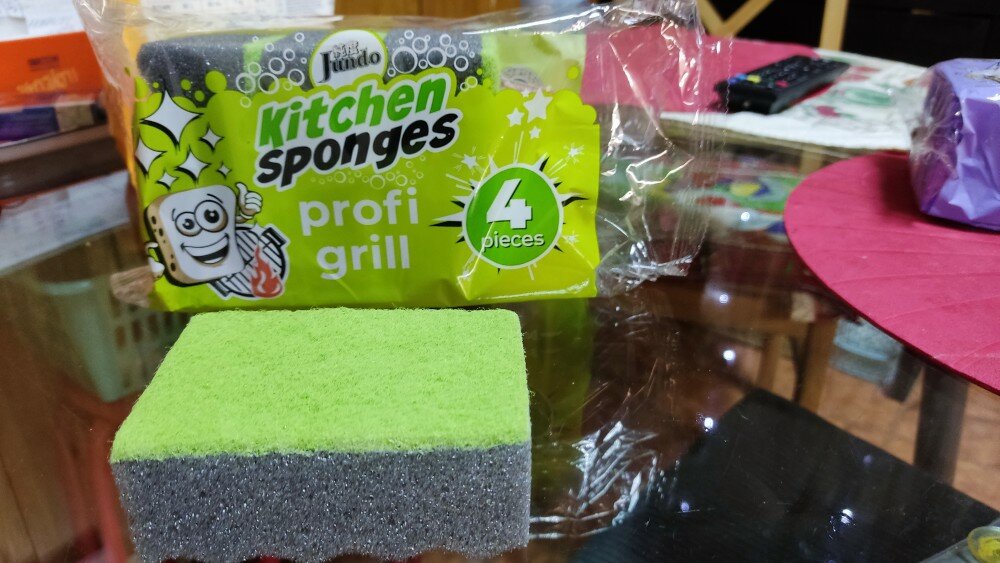 Jundo
Kitchen
sponges
profi
grill
4
pieces